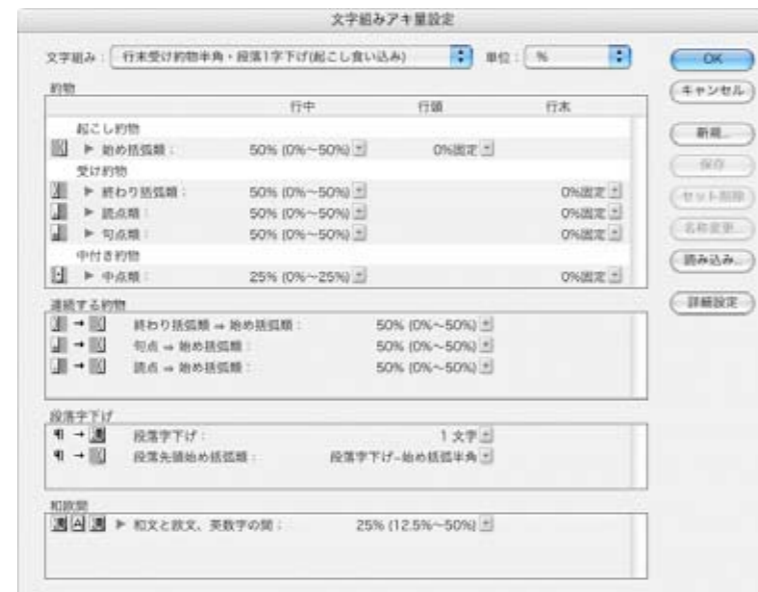 文字組みアキ量設定
文字組み： 行末受け約物半角・段落1字下げ(起こし食い込み) 単位： %
OK
キャンセル
新規...
保存
セット削除
名称変更...
読み込み...
詳細設定
約物
行中 行頭 行末
起こし約物
始め括弧類： 50% (0%～50%) 0%固定
受け約物
終わり括弧類： 50% (0%～50%) 0%固定
読点類： 50% (0%～50%) 0%固定
句点類： 50% (0%～50%) 0%固定
中付き約物
中点類： 25% (0%～25%) 0%固定
連続する約物
終わり括弧類 ⇒ 始め括弧類： 50% (0%～50%)
句点 ⇒ 始め括弧類： 50% (0%～50%)
読点 ⇒ 始め括弧類： 50% (0%～50%)
段落字下げ
段落字下げ： 1 文字
段落先頭始め括弧類： 段落字下げ-始め括弧半角
和欧間
和文と欧文、英数字の間： 25% (12.5%～50%)